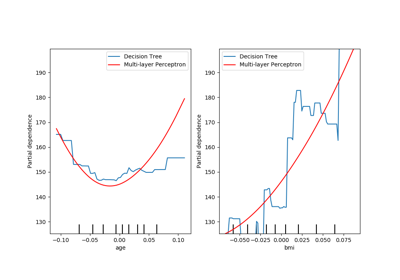 Decision Tree
Multi-layer Perceptron
Partial dependence
190
180
170
160
150
140
130
−0.10 −0.05 0.00 0.05 0.10
age
Decision Tree
Multi-layer Perceptron
Partial dependence
190
180
170
160
150
140
130
−0.050 −0.025 0.000 0.025 0.050 0.075
bmi